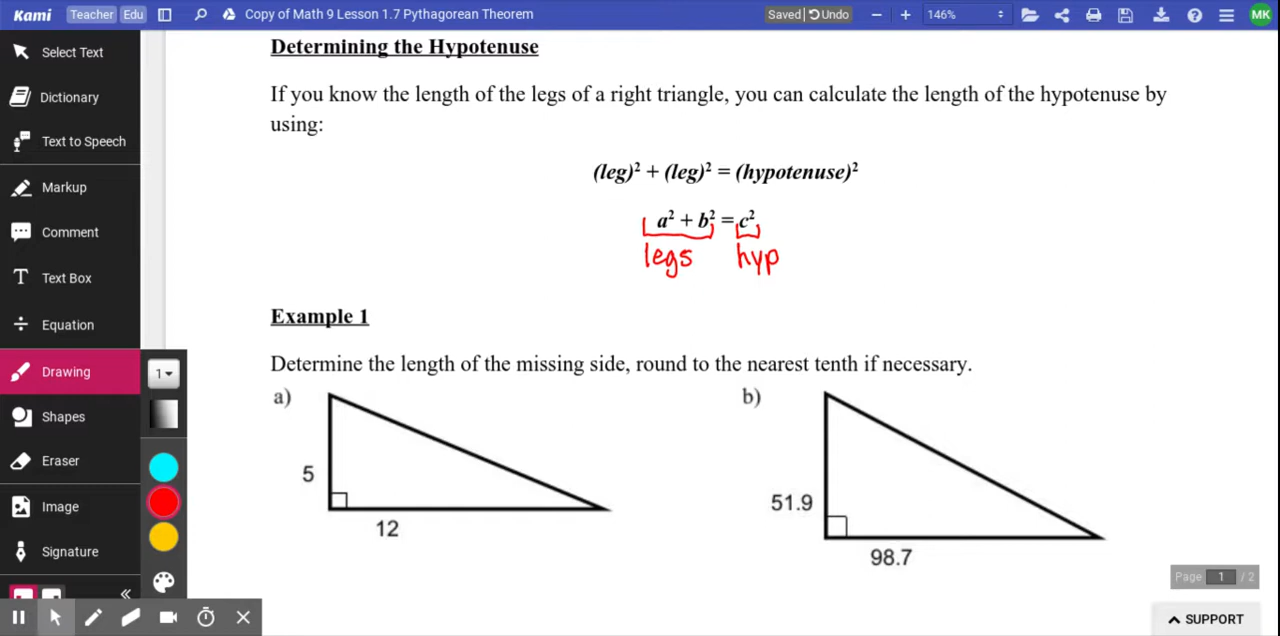 Kami Teacher Edu Copy of Math 9 Lesson 1.7 Pythagorean Theorem Saved Undo − + 146% MK
Select Text
Dictionary
Text to Speech
Markup
Comment
Text Box
Equation
Drawing
1
Shapes
Eraser
Image
Signature
«
Determining the Hypotenuse
If you know the length of the legs of a right triangle, you can calculate the length of the hypotenuse by
using:
(leg)² + (leg)² = (hypotenuse)²
a² + b² = c²
legs hyp
Example 1
Determine the length of the missing side, round to the nearest tenth if necessary.
a) b)
5
12
51.9
98.7
Page 1 / 2
SUPPORT